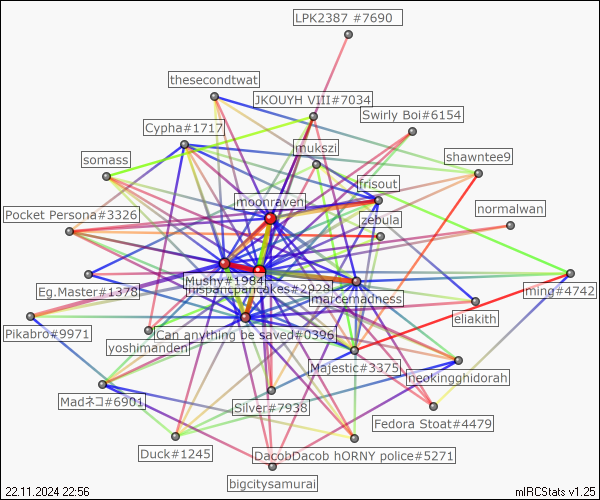 LPK2387 #7690
thesecondtwat
JKOUYH VIII#7034
Swirly Boi#6154
Cypha#1717
mukszi
somass
shawntee9
frisout
moonraven
Pocket Persona#3326
zebula
normalwan
Mushy#1984
Eg.Master#1378
mispancpancakes#2928
marcemadness
nning#4742
Pikabro#9971
eliakith
Can anything be saved#0396
yoshimanden
Majestic#3375
neokingghidorah
Madネコ#6901
Silver#7938
Fedora Stoat#4479
Duck#1245
DacobDacob hORNY police#5271
bigcitysamurai
22.11.2024 22:56
mIRCStats v1.25